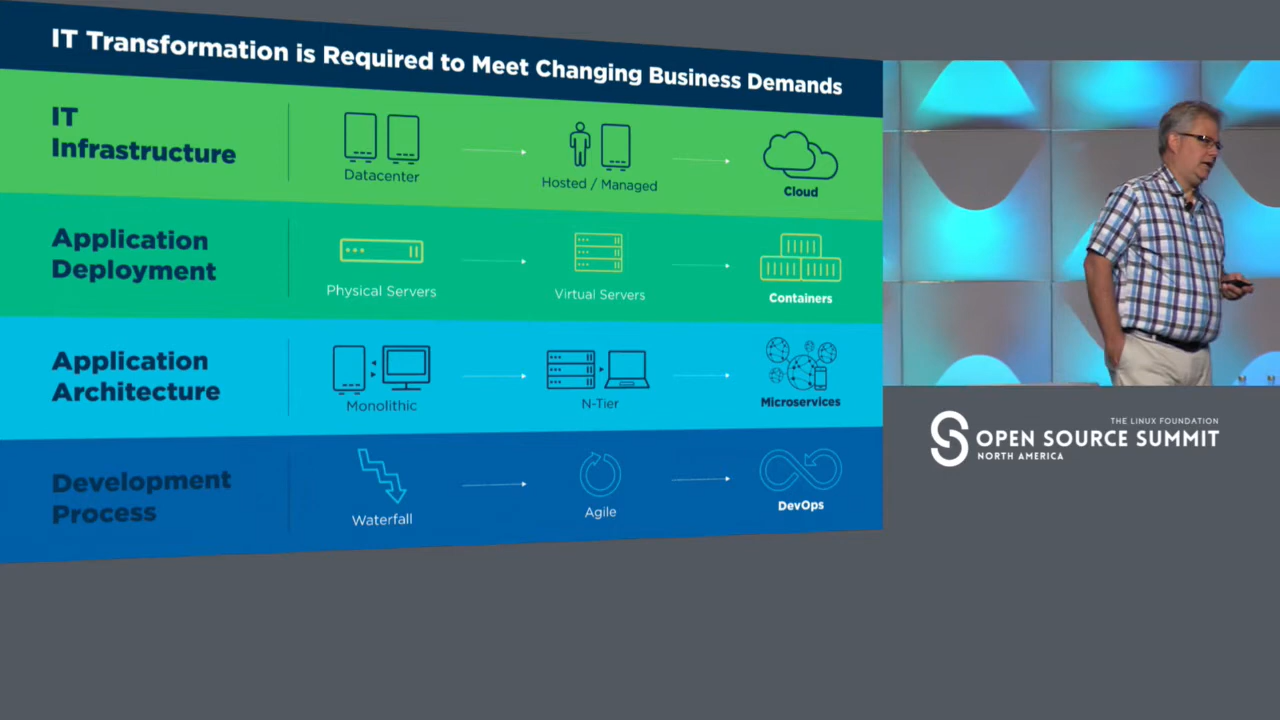 IT Transformation is Required to Meet Changing Business Demands
IT
Infrastructure
Datacenter
Hosted / Managed
Cloud
Application
Deployment
Physical Servers
Virtual Servers
Containers
Application
Architecture
Monolithic
N-Tier
Microservices
Development
Process
Waterfall
Agile
DevOps
THE LINUX FOUNDATION
OPEN SOURCE SUMMIT
NORTH AMERICA